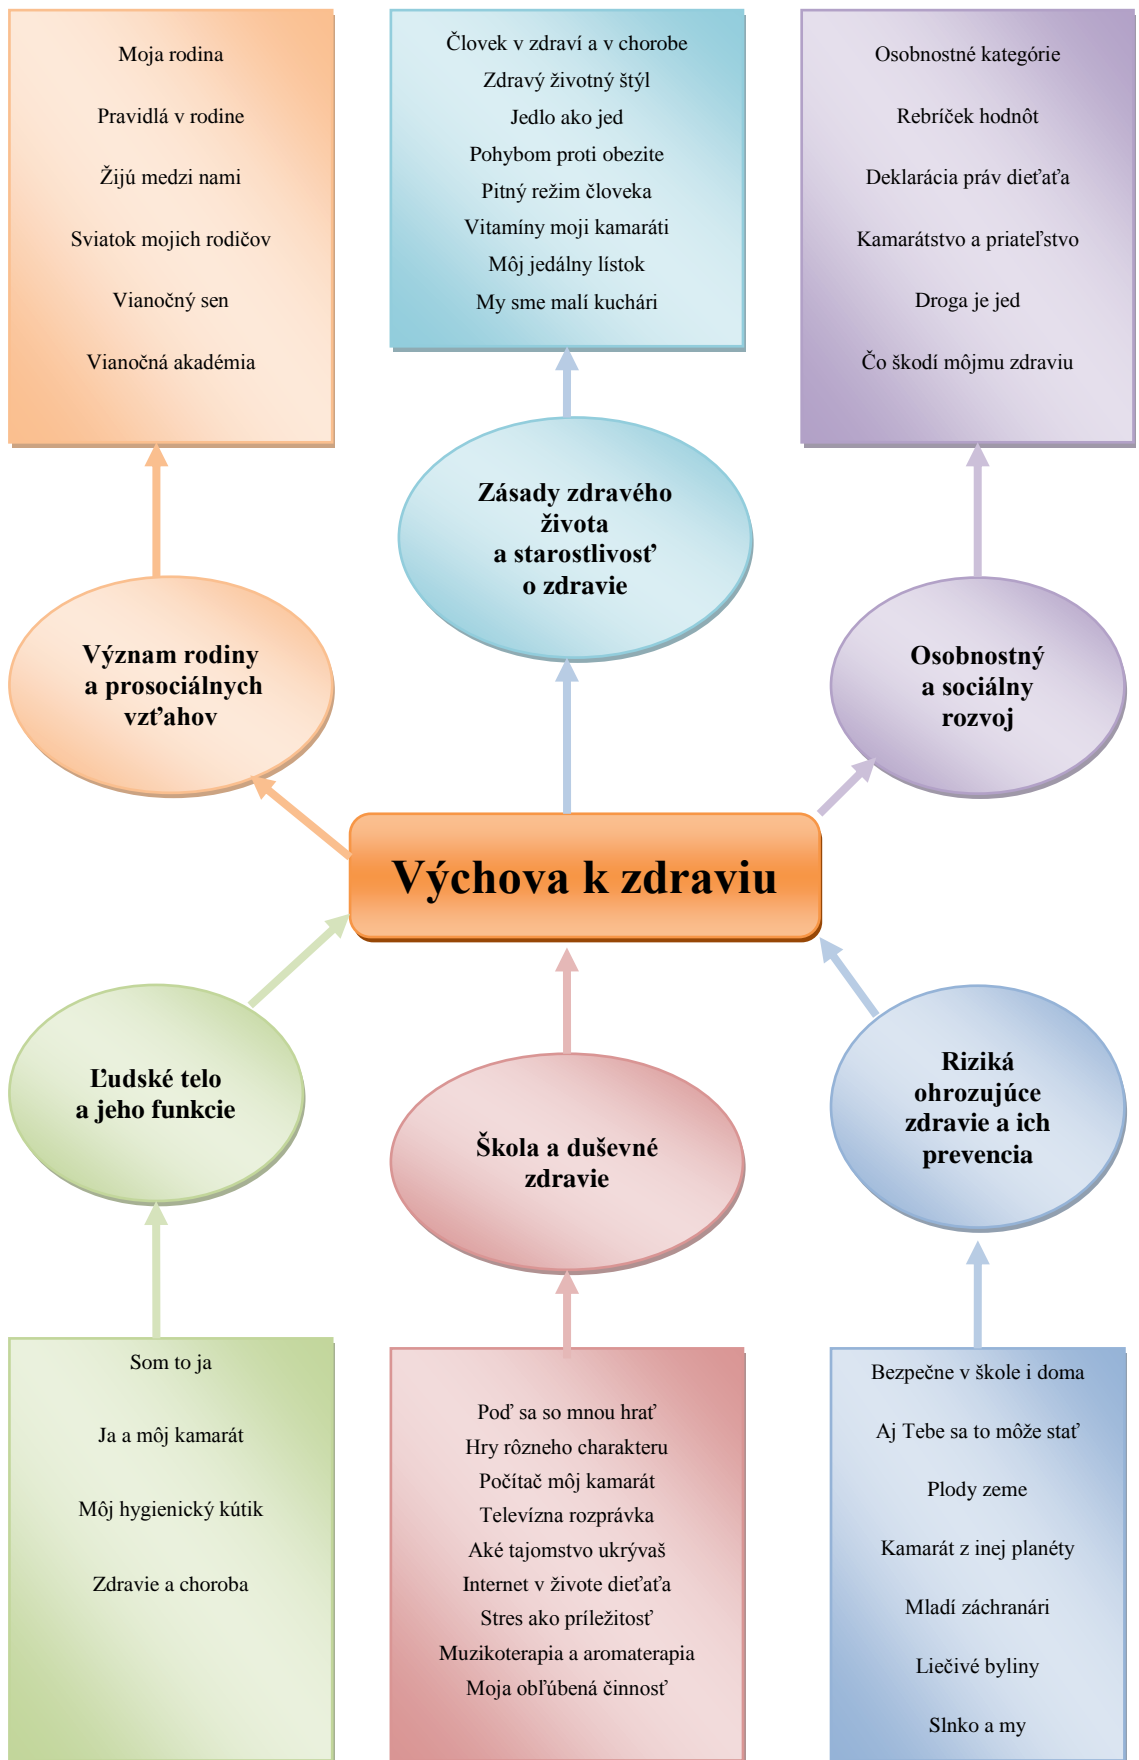 Moja rodina
Pravidlá v rodine
Žijú medzi nami
Sviatok mojich rodičov
Vianočný sen
Vianočná akadémia
Človek v zdraví a v chorobe
Zdravý životný štýl
Jedlo ako jed
Pohybom proti obezite
Pitný režim človeka
Vitamíny moji kamaráti
Môj jedálny lístok
My sme malí kuchári
Osobnostné kategórie
Rebríček hodnôt
Deklarácia práv dieťaťa
Kamarátstvo a priateľstvo
Droga je jed
Čo škodí môjmu zdraviu
Význam rodiny
a prosociálnych
vzťahov
Zásady zdravého
života
a starostlivosť
o zdravie
Osobnostný
a sociálny
rozvoj
Výchova k zdraviu
Ľudské telo
a jeho funkcie
Škola a duševné
zdravie
Riziká
ohrozujúce
zdravie a ich
prevencia
Som to ja
Ja a môj kamarát
Môj hygienický kútik
Zdravie a choroba
Poď sa so mnou hrať
Hry rôzneho charakteru
Počítač môj kamarát
Televízna rozprávka
Aké tajomstvo ukrývaš
Internet v živote dieťaťa
Stres ako príležitosť
Muzikoterapia a aromaterapia
Moja obľúbená činnosť
Bezpečne v škole i doma
Aj Tebe sa to môže stať
Plody zeme
Kamarát z inej planéty
Mladí záchranári
Liečivé byliny
Slnko a my